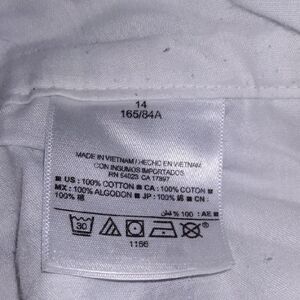 14
165/84A
MADE IN VIETNAM / HECHO EN VIETNAM
CON INSUMOS IMPORTADOS
RN 54023 CA 17897
■ US : 100% COTTON ■ CA : 100% COTON ■
MX : 100% ALGODON ■ JP : 100% 綿 ■ CN :
100% 棉
■ AE : 100 % قطن
30
1166